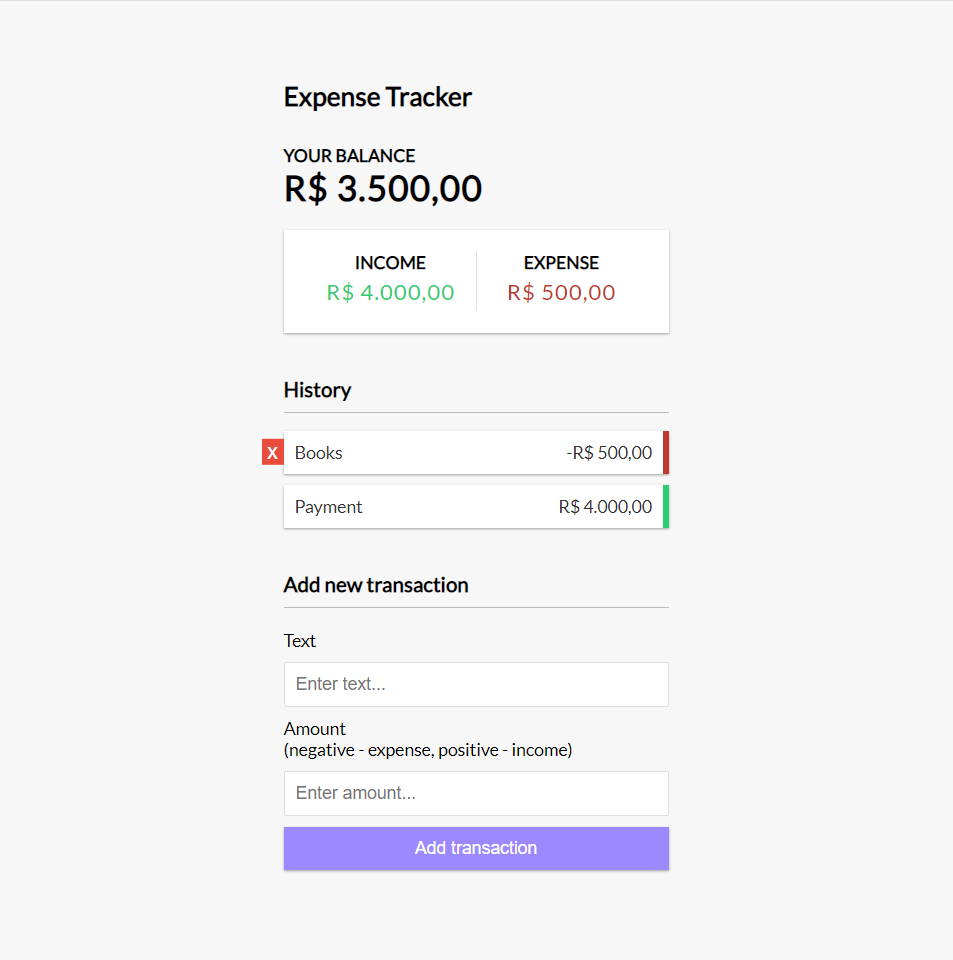 Expense Tracker
YOUR BALANCE
R$ 3.500,00
INCOME EXPENSE
R$ 4.000,00 R$ 500,00
History
X Books -R$ 500,00
Payment R$ 4.000,00
Add new transaction
Text
Enter text...
Amount
(negative - expense, positive - income)
Enter amount...
Add transaction